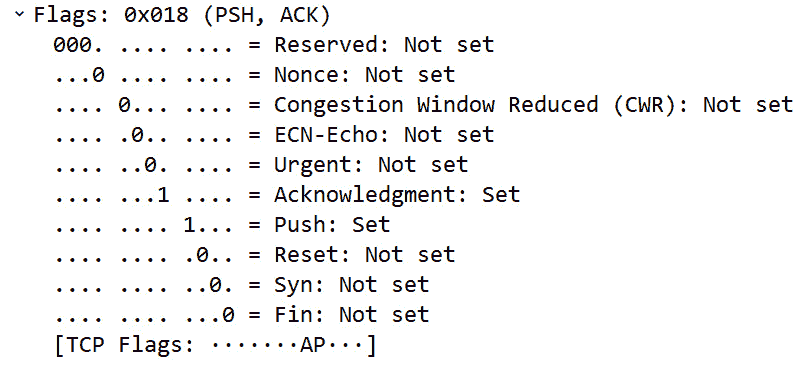 Flags: 0x018 (PSH, ACK)
000. .... .... = Reserved: Not set
...0 .... .... = Nonce: Not set
.... 0... .... = Congestion Window Reduced (CWR): Not set
.... .0.. .... = ECN-Echo: Not set
.... ..0. .... = Urgent: Not set
.... ...1 .... = Acknowledgment: Set
.... .... 1... = Push: Set
.... .... .0.. = Reset: Not set
.... .... ..0. = Syn: Not set
.... .... ...0 = Fin: Not set
[TCP Flags: ·······AP···]